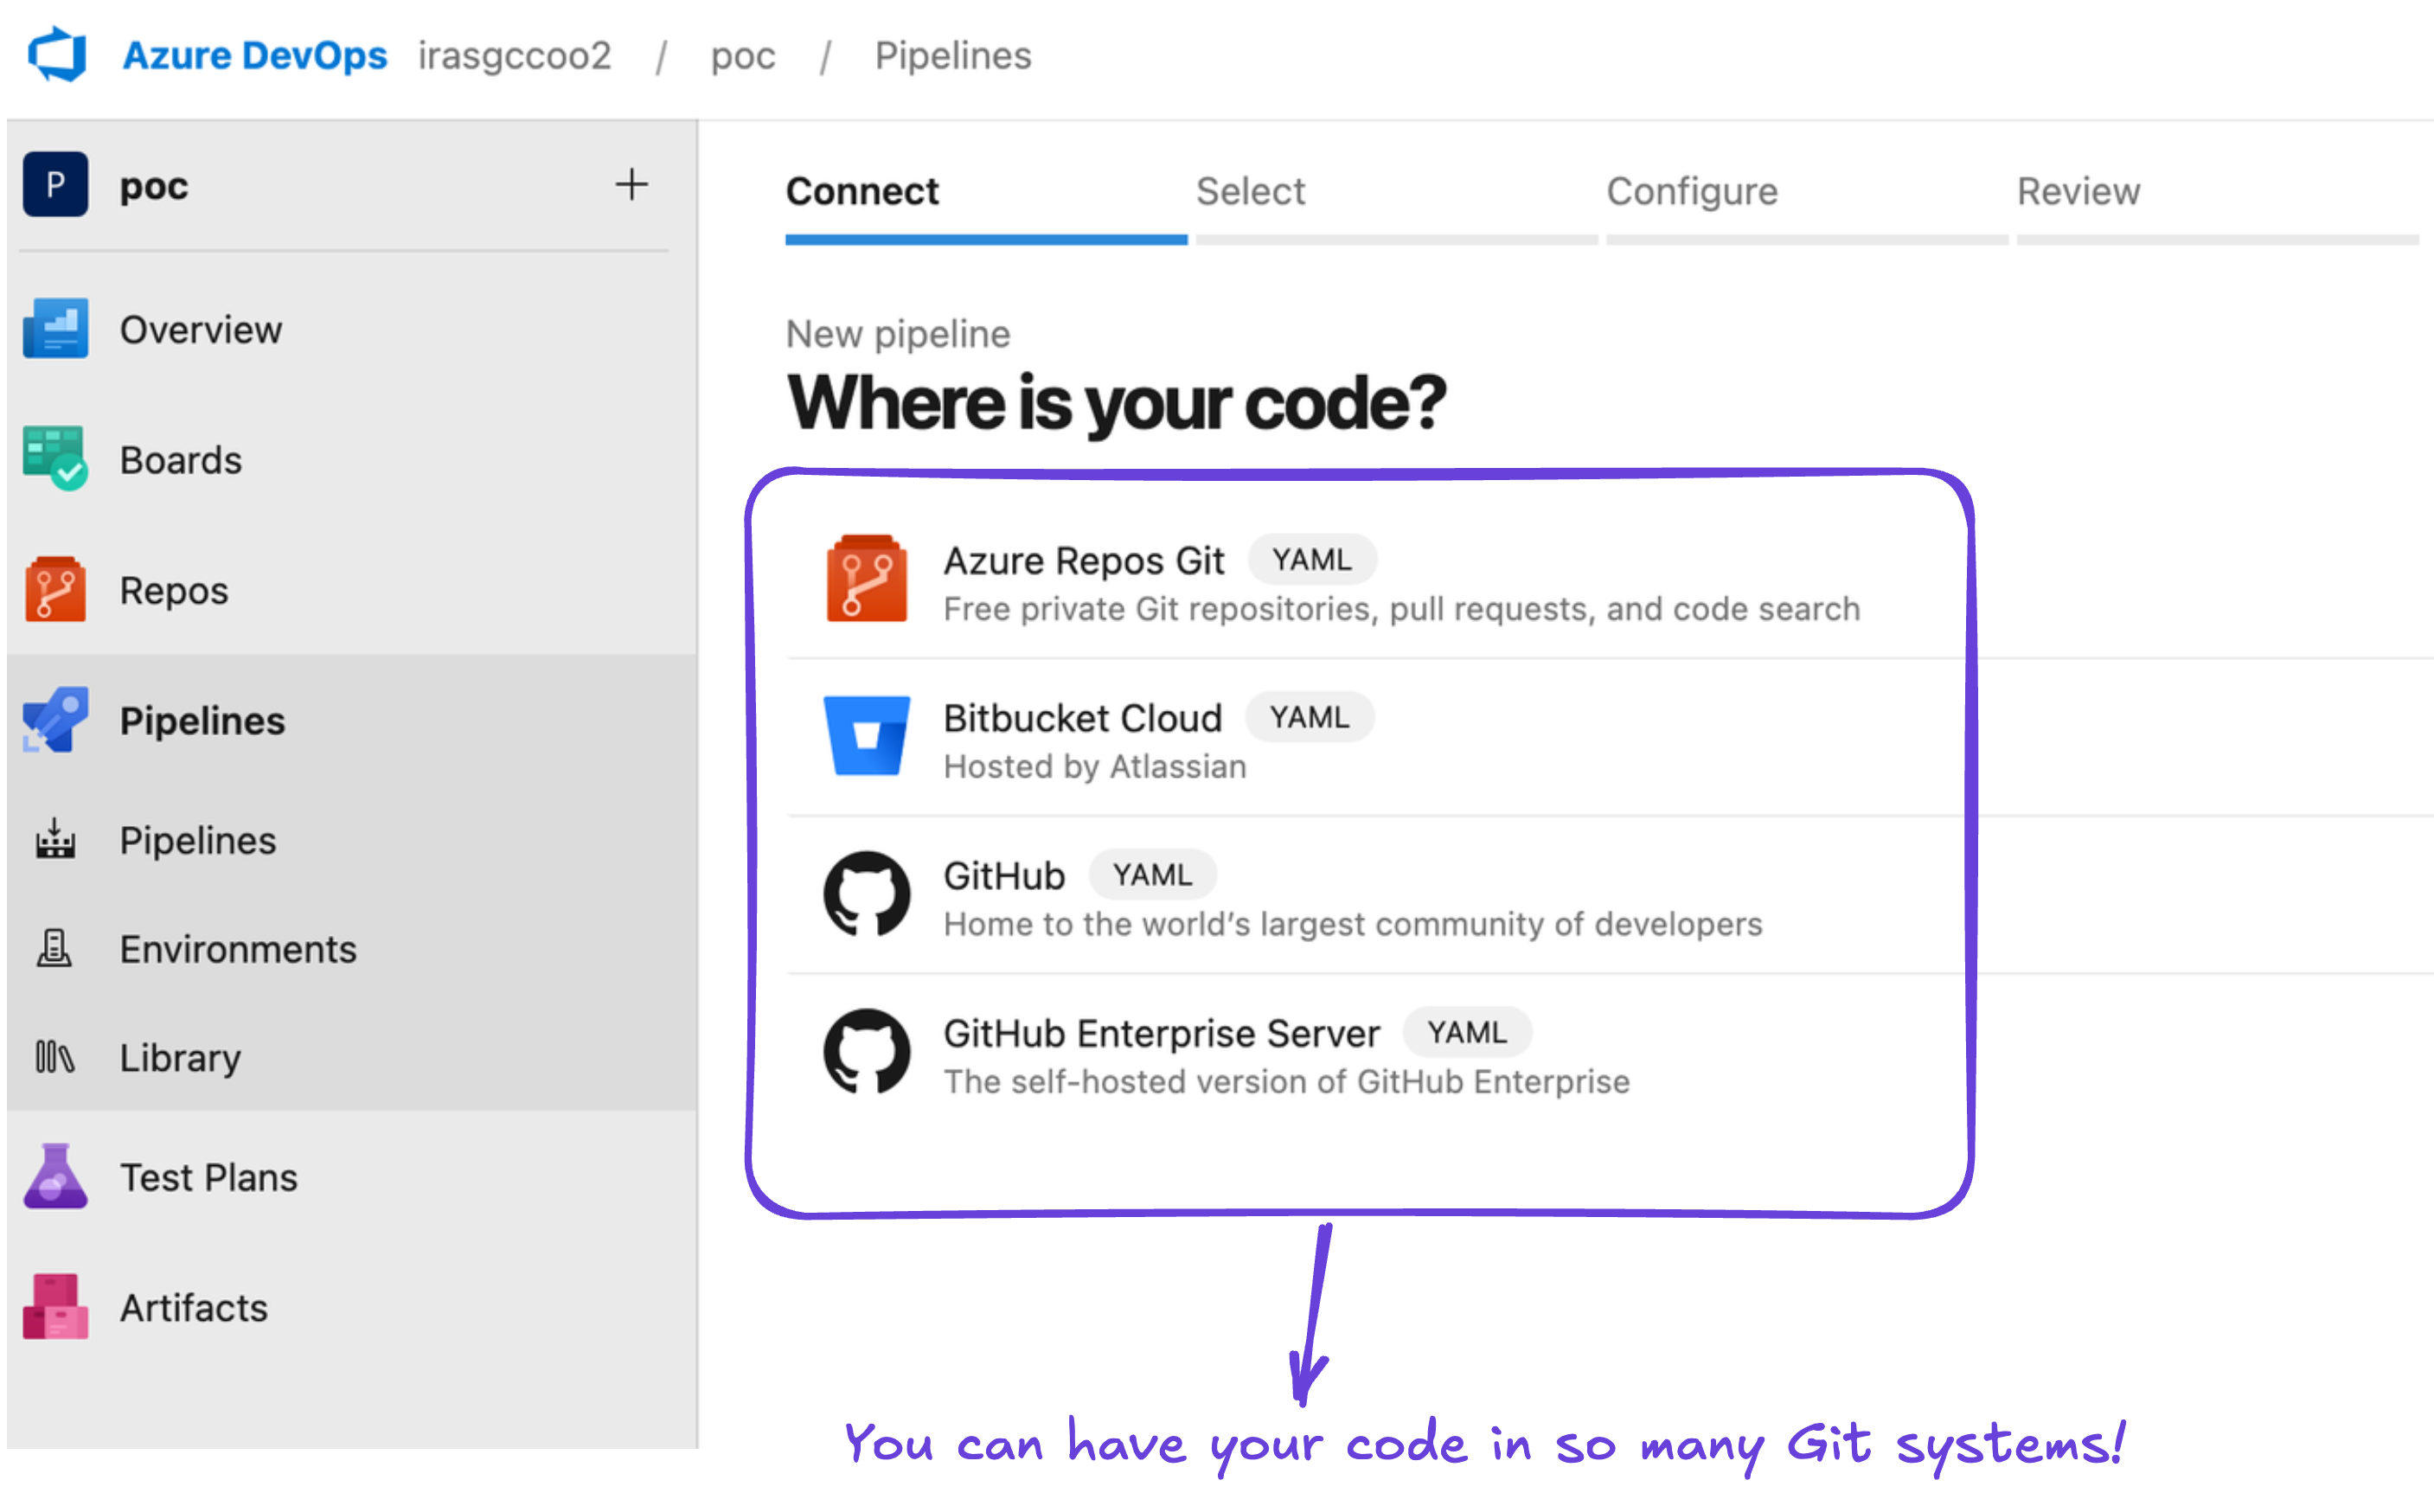 Azure DevOps irasgccoo2 / poc / Pipelines
P poc +
Overview
Boards
Repos
Pipelines
Pipelines
Environments
Library
Test Plans
Artifacts
Connect Select Configure Review
New pipeline
Where is your code?
Azure Repos Git YAML
Free private Git repositories, pull requests, and code search
Bitbucket Cloud YAML
Hosted by Atlassian
GitHub YAML
Home to the world’s largest community of developers
GitHub Enterprise Server YAML
The self-hosted version of GitHub Enterprise
You can have your code in so many Git systems!